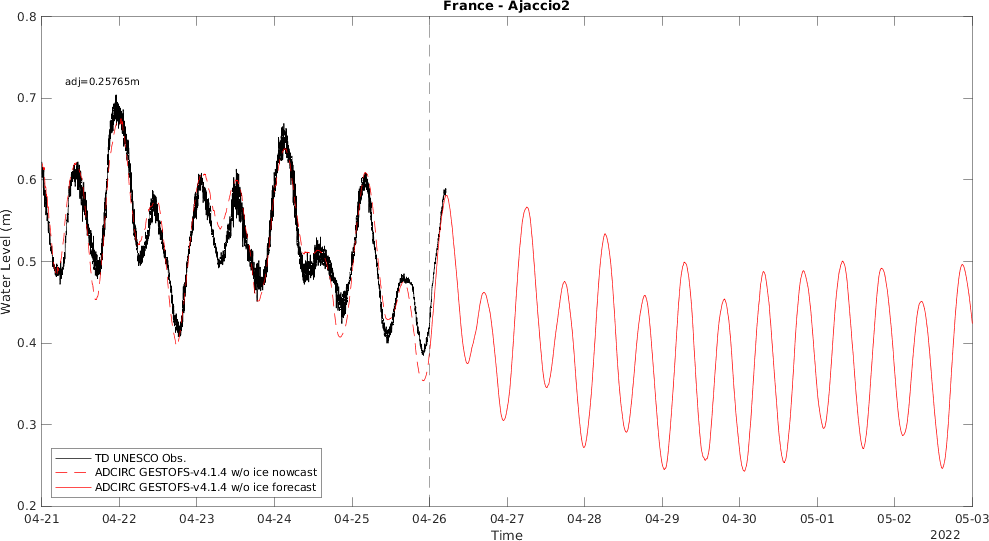 France - Ajaccio2
adj=0.25765m
Water Level (m)
0.8
0.7
0.6
0.5
0.4
0.3
0.2
TD UNESCO Obs.
ADCIRC GESTOFS-v4.1.4 w/o ice nowcast
ADCIRC GESTOFS-v4.1.4 w/o ice forecast
04-21 04-22 04-23 04-24 04-25 04-26 04-27 04-28 04-29 04-30 05-01 05-02 05-03
Time
2022